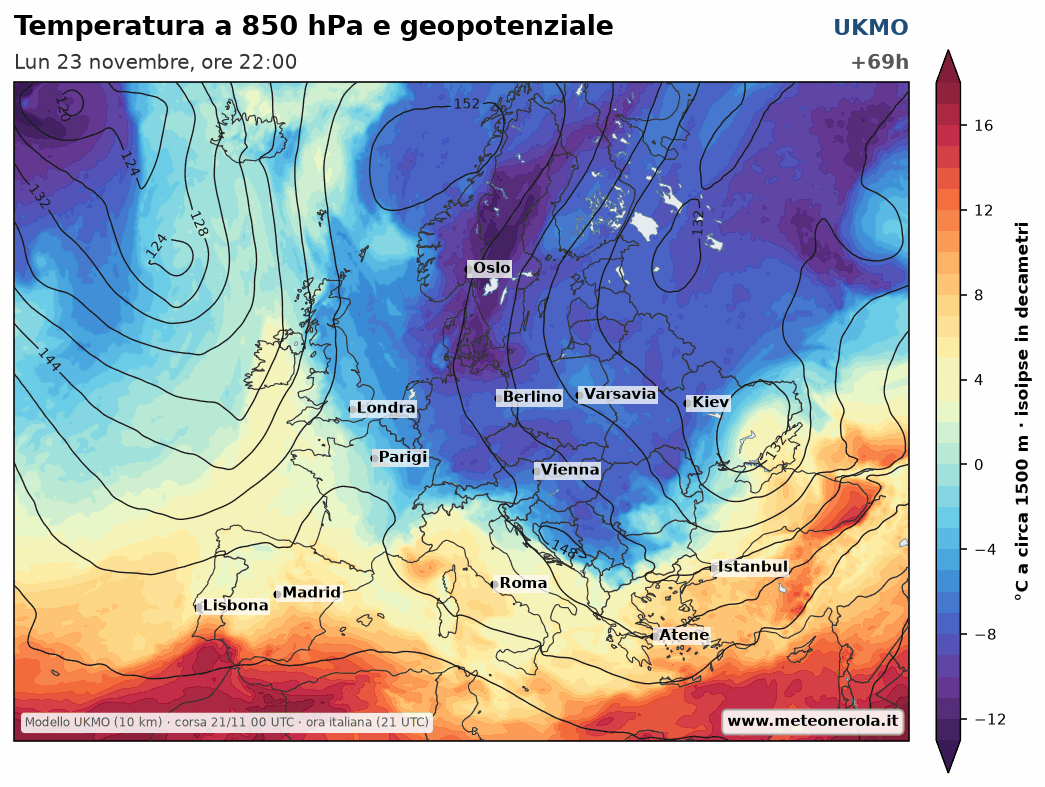 Temperatura a 850 hPa e geopotenziale
UKMO
Lun 23 novembre, ore 22:00
+69h
120
152
124
132
128
132
124
144
132
148
Oslo
Londra
Berlino
Varsavia
Kiev
Parigi
Vienna
Roma
Istanbul
Madrid
Lisbona
Atene
16
12
8
4
0
−4
−8
−12
°C a circa 1500 m · isoipse in decametri
Modello UKMO (10 km) · corsa 21/11 00 UTC · ora italiana (21 UTC)
www.meteonerola.it